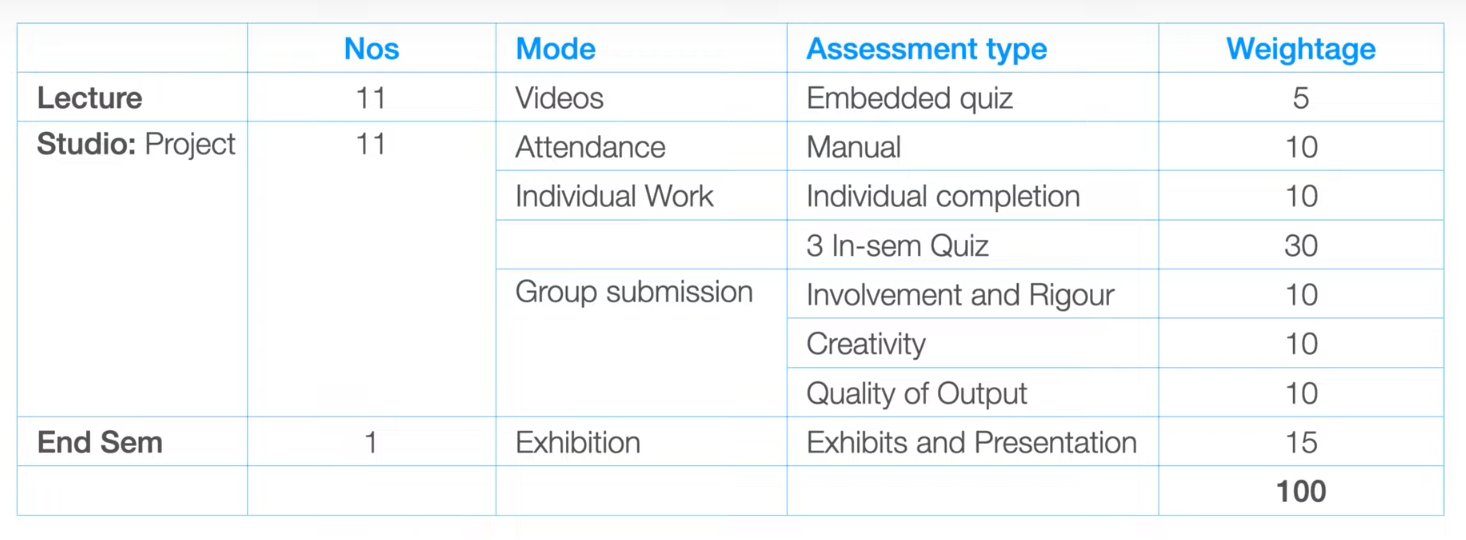 Nos Mode Assessment type Weightage
Lecture 11 Videos Embedded quiz 5
Studio: Project 11 Attendance Manual 10
Individual Work Individual completion 10
3 In-sem Quiz 30
Group submission Involvement and Rigour 10
Creativity 10
Quality of Output 10
End Sem 1 Exhibition Exhibits and Presentation 15
100